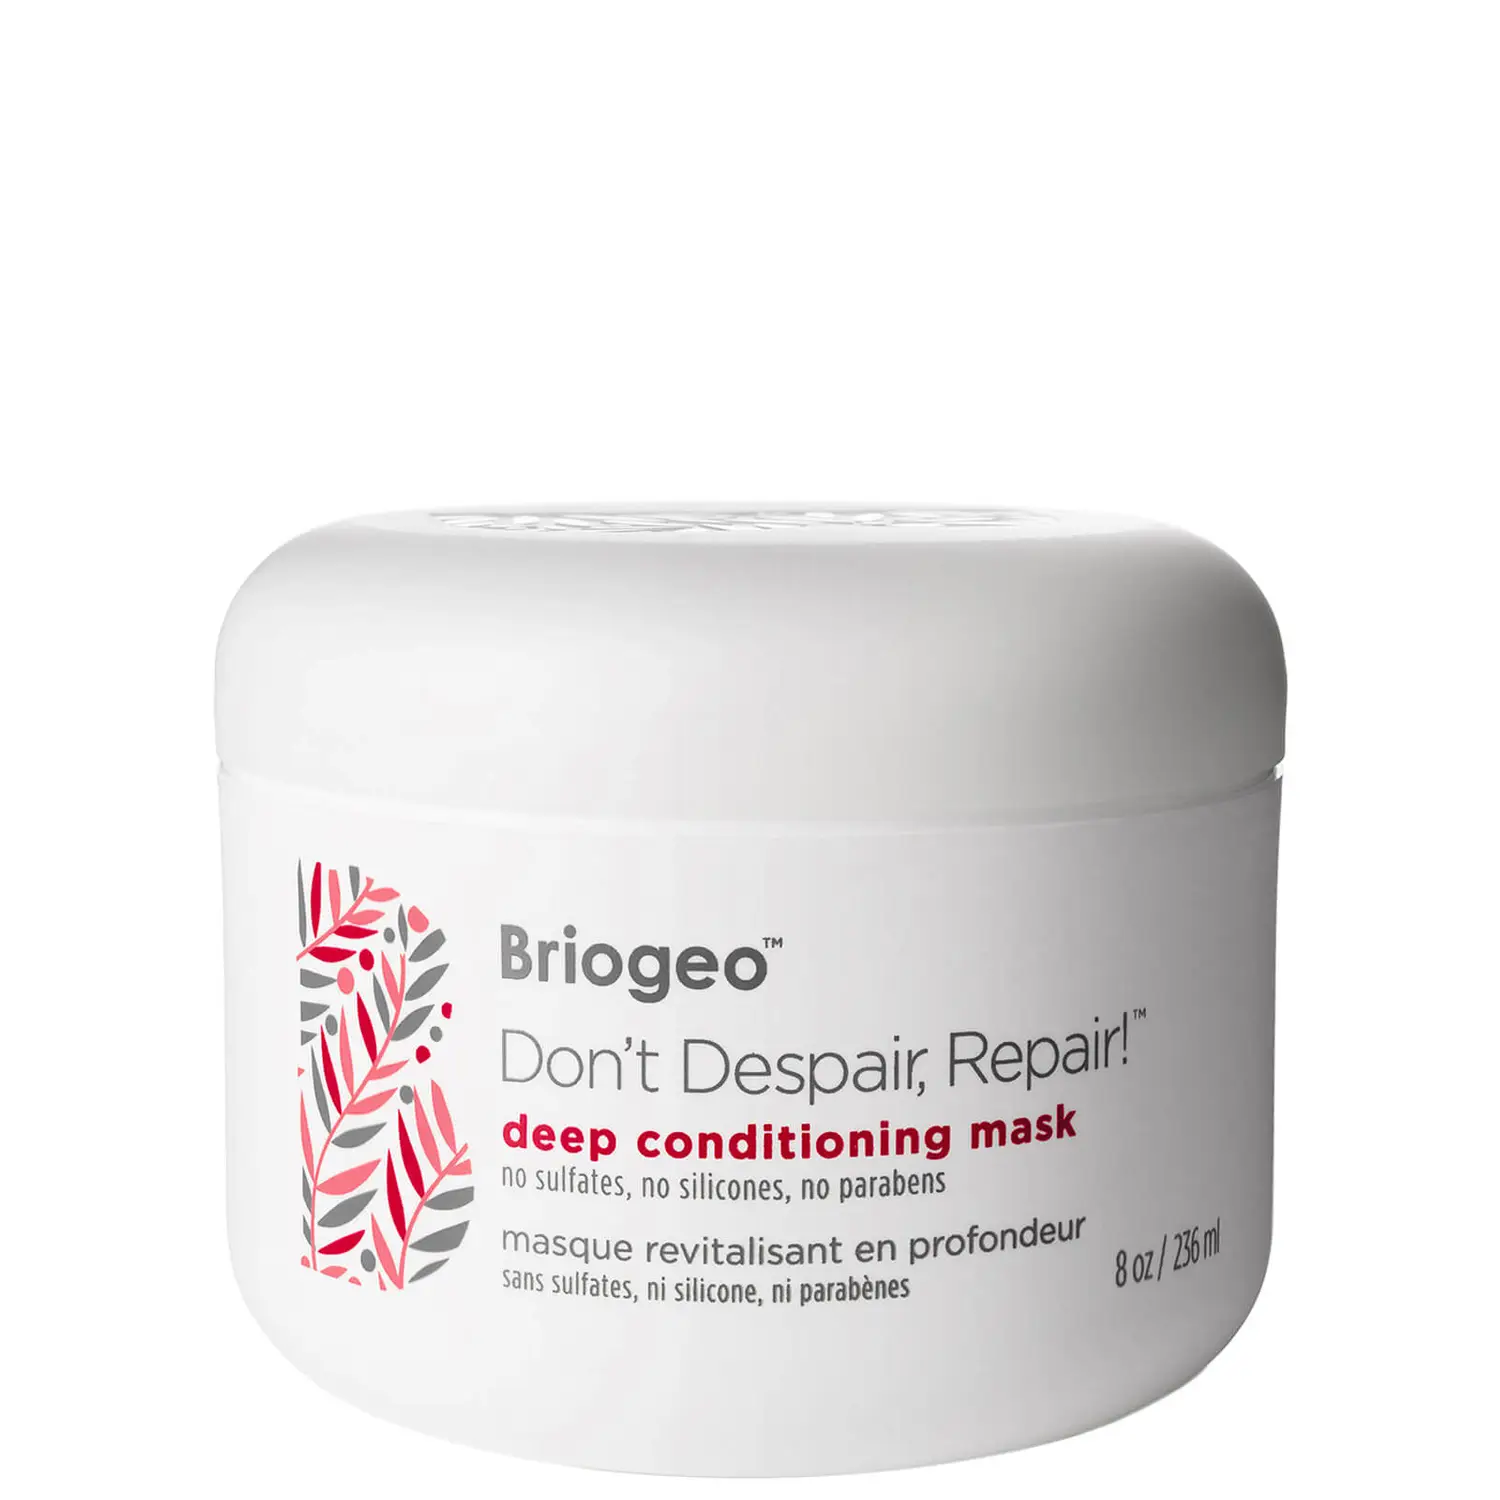 Briogeo™
Don't Despair, Repair!™
deep conditioning mask
no sulfates, no silicones, no parabens
masque revitalisant en profondeur
sans sulfates, ni silicone, ni parabènes
8 oz / 236 ml